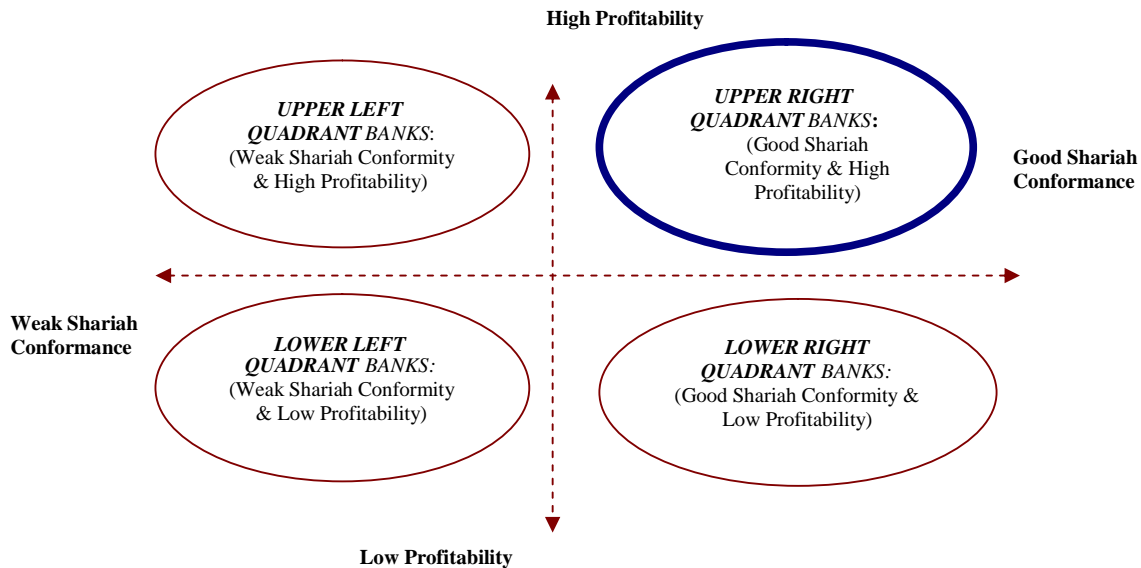 High Profitability
UPPER LEFT
QUADRANT BANKS:
(Weak Shariah Conformity
& High Profitability)
UPPER RIGHT
QUADRANT BANKS:
(Good Shariah
Conformity & High
Profitability)
Good Shariah
Conformance
Weak Shariah
Conformance
LOWER LEFT
QUADRANT BANKS:
(Weak Shariah Conformity
& Low Profitability)
LOWER RIGHT
QUADRANT BANKS:
(Good Shariah Conformity &
Low Profitability)
Low Profitability